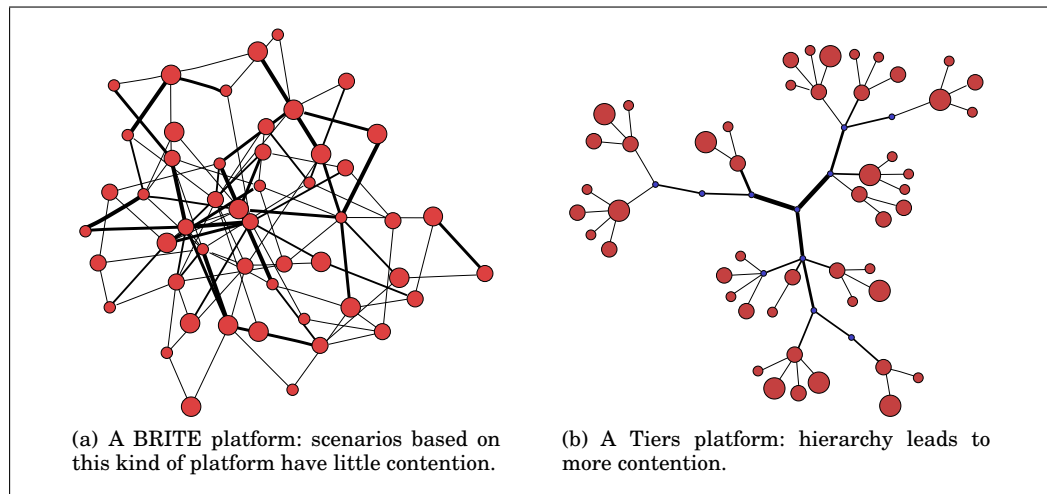 (a) A BRITE platform: scenarios based on
this kind of platform have little contention.
(b) A Tiers platform: hierarchy leads to
more contention.